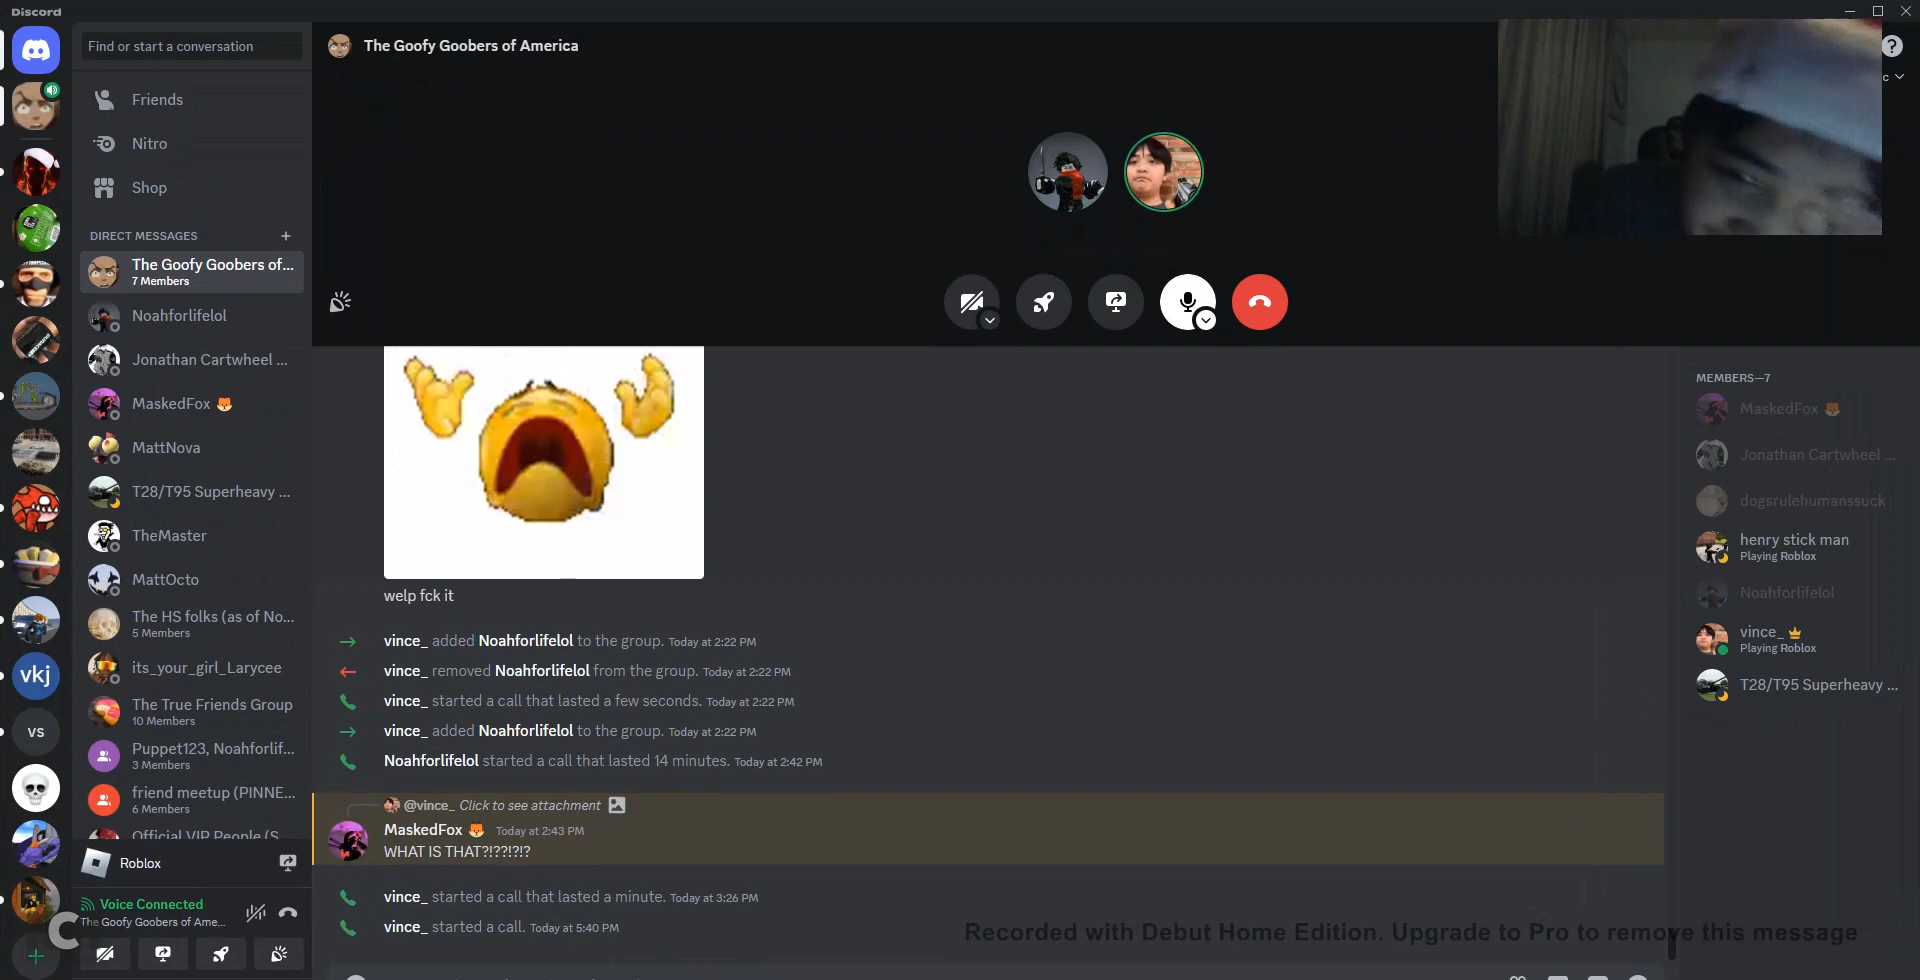 Discord
Find or start a conversation
The Goofy Goobers of America
Friends
Nitro
Shop
DIRECT MESSAGES
The Goofy Goobers of...
7 Members
Noahforlifelol
Jonathan Cartwheel ...
MaskedFox 🦊
MattNova
T28/T95 Superheavy ...
TheMaster
MattOcto
The HS folks (as of No...
5 Members
its_your_girl_Larycee
The True Friends Group
10 Members
Puppet123, Noahforlif...
3 Members
friend meetup (PINNE...
6 Members
Official VIP People (S
Roblox
Voice Connected
The Goofy Goobers of Ame...
vkj
VS
welp fck it
vince_ added Noahforlifelol to the group. Today at 2:22 PM
vince_ removed Noahforlifelol from the group. Today at 2:22 PM
vince_ started a call that lasted a few seconds. Today at 2:22 PM
vince_ added Noahforlifelol to the group. Today at 2:22 PM
Noahforlifelol started a call that lasted 14 minutes. Today at 2:42 PM
@vince_ Click to see attachment
MaskedFox 🦊 Today at 2:43 PM
WHAT IS THAT?!??!?!?
vince_ started a call that lasted a minute. Today at 3:26 PM
vince_ started a call. Today at 5:40 PM
MEMBERS—7
MaskedFox 🦊
Jonathan Cartwheel ...
dogsrulehumanssuck
henry stick man
Playing Roblox
Noahforlifelol
vince_
Playing Roblox
T28/T95 Superheavy ...
Recorded with Debut Home Edition. Upgrade to Pro to remove this message